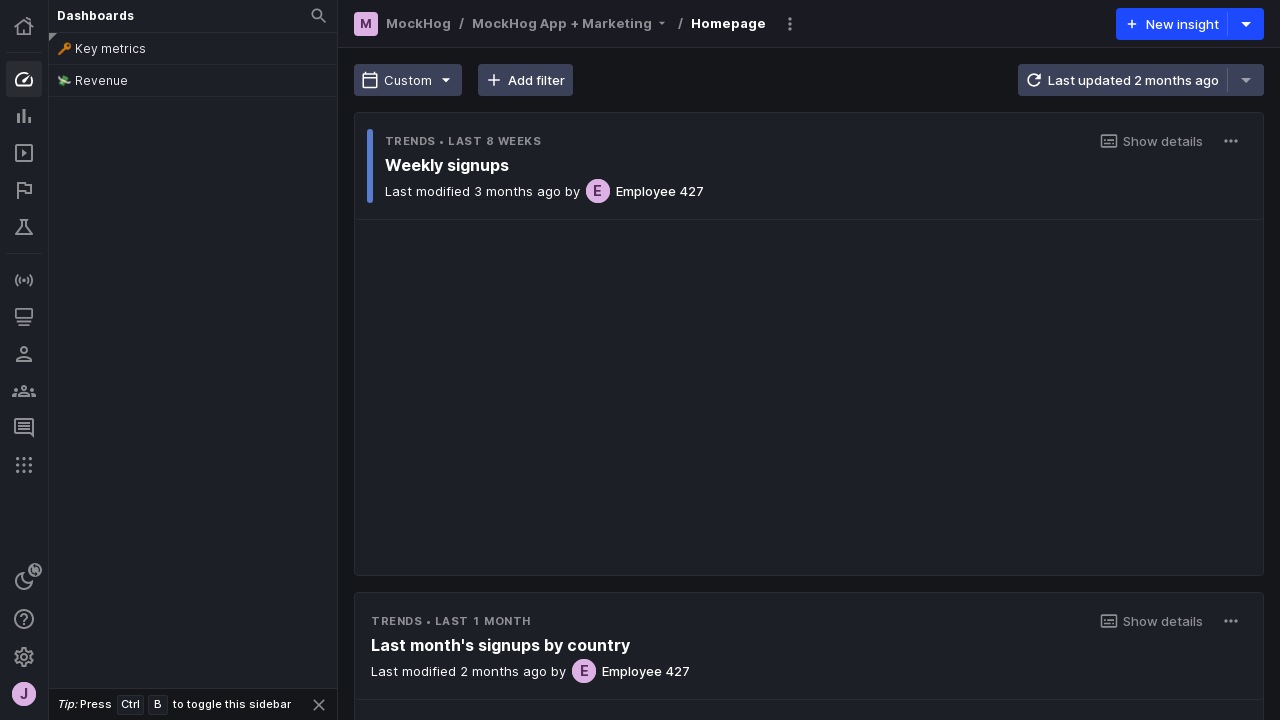 Dashboards
🔑 Key metrics
💸 Revenue
Tip: Press Ctrl B to toggle this sidebar
J
M MockHog / MockHog App + Marketing / Homepage
New insight
Custom
Add filter
Last updated 2 months ago
TRENDS • LAST 8 WEEKS
Show details
Weekly signups
Last modified 3 months ago by E Employee 427
TRENDS • LAST 1 MONTH
Show details
Last month's signups by country
Last modified 2 months ago by E Employee 427